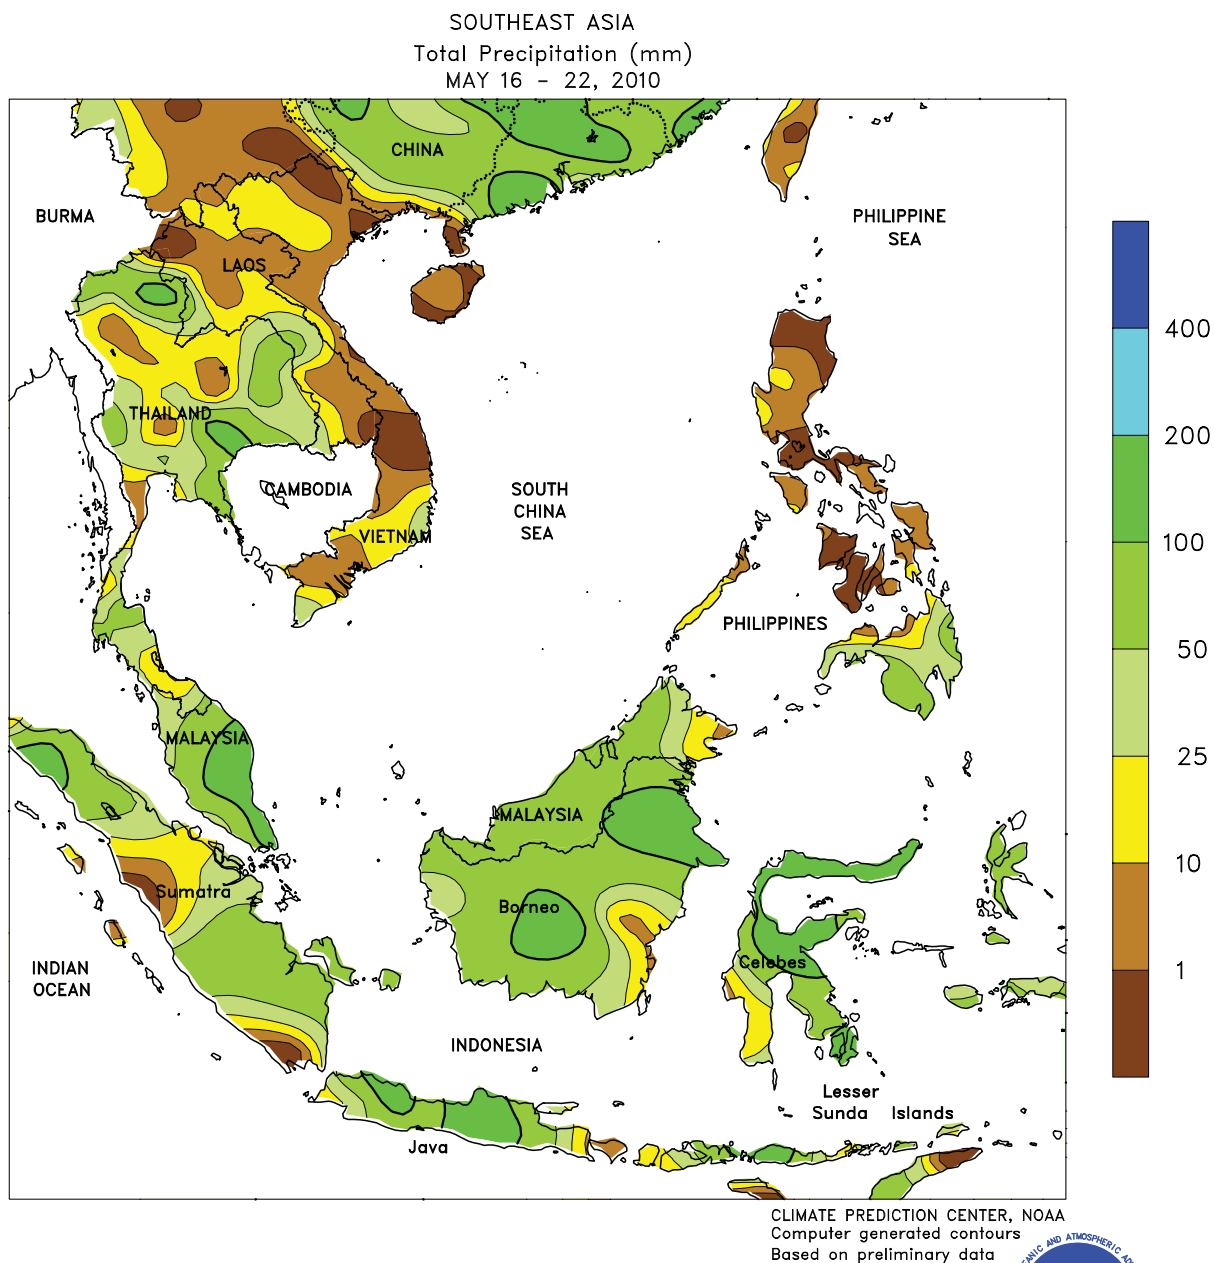 SOUTHEAST ASIA
Total Precipitation (mm)
MAY 16 - 22, 2010
CHINA
BURMA
PHILIPPINE
SEA
LAOS
400
THAILAND
200
CAMBODIA
SOUTH
CHINA
SEA
VIETNAM
100
PHILIPPINES
50
MALAYSIA
25
MALAYSIA
10
Sumatra
Borneo
Celebes
1
INDIAN
OCEAN
INDONESIA
Lesser
Sunda Islands
Java
CLIMATE PREDICTION CENTER, NOAA
Computer generated contours
Based on preliminary data
AND ATMOSPHERIC